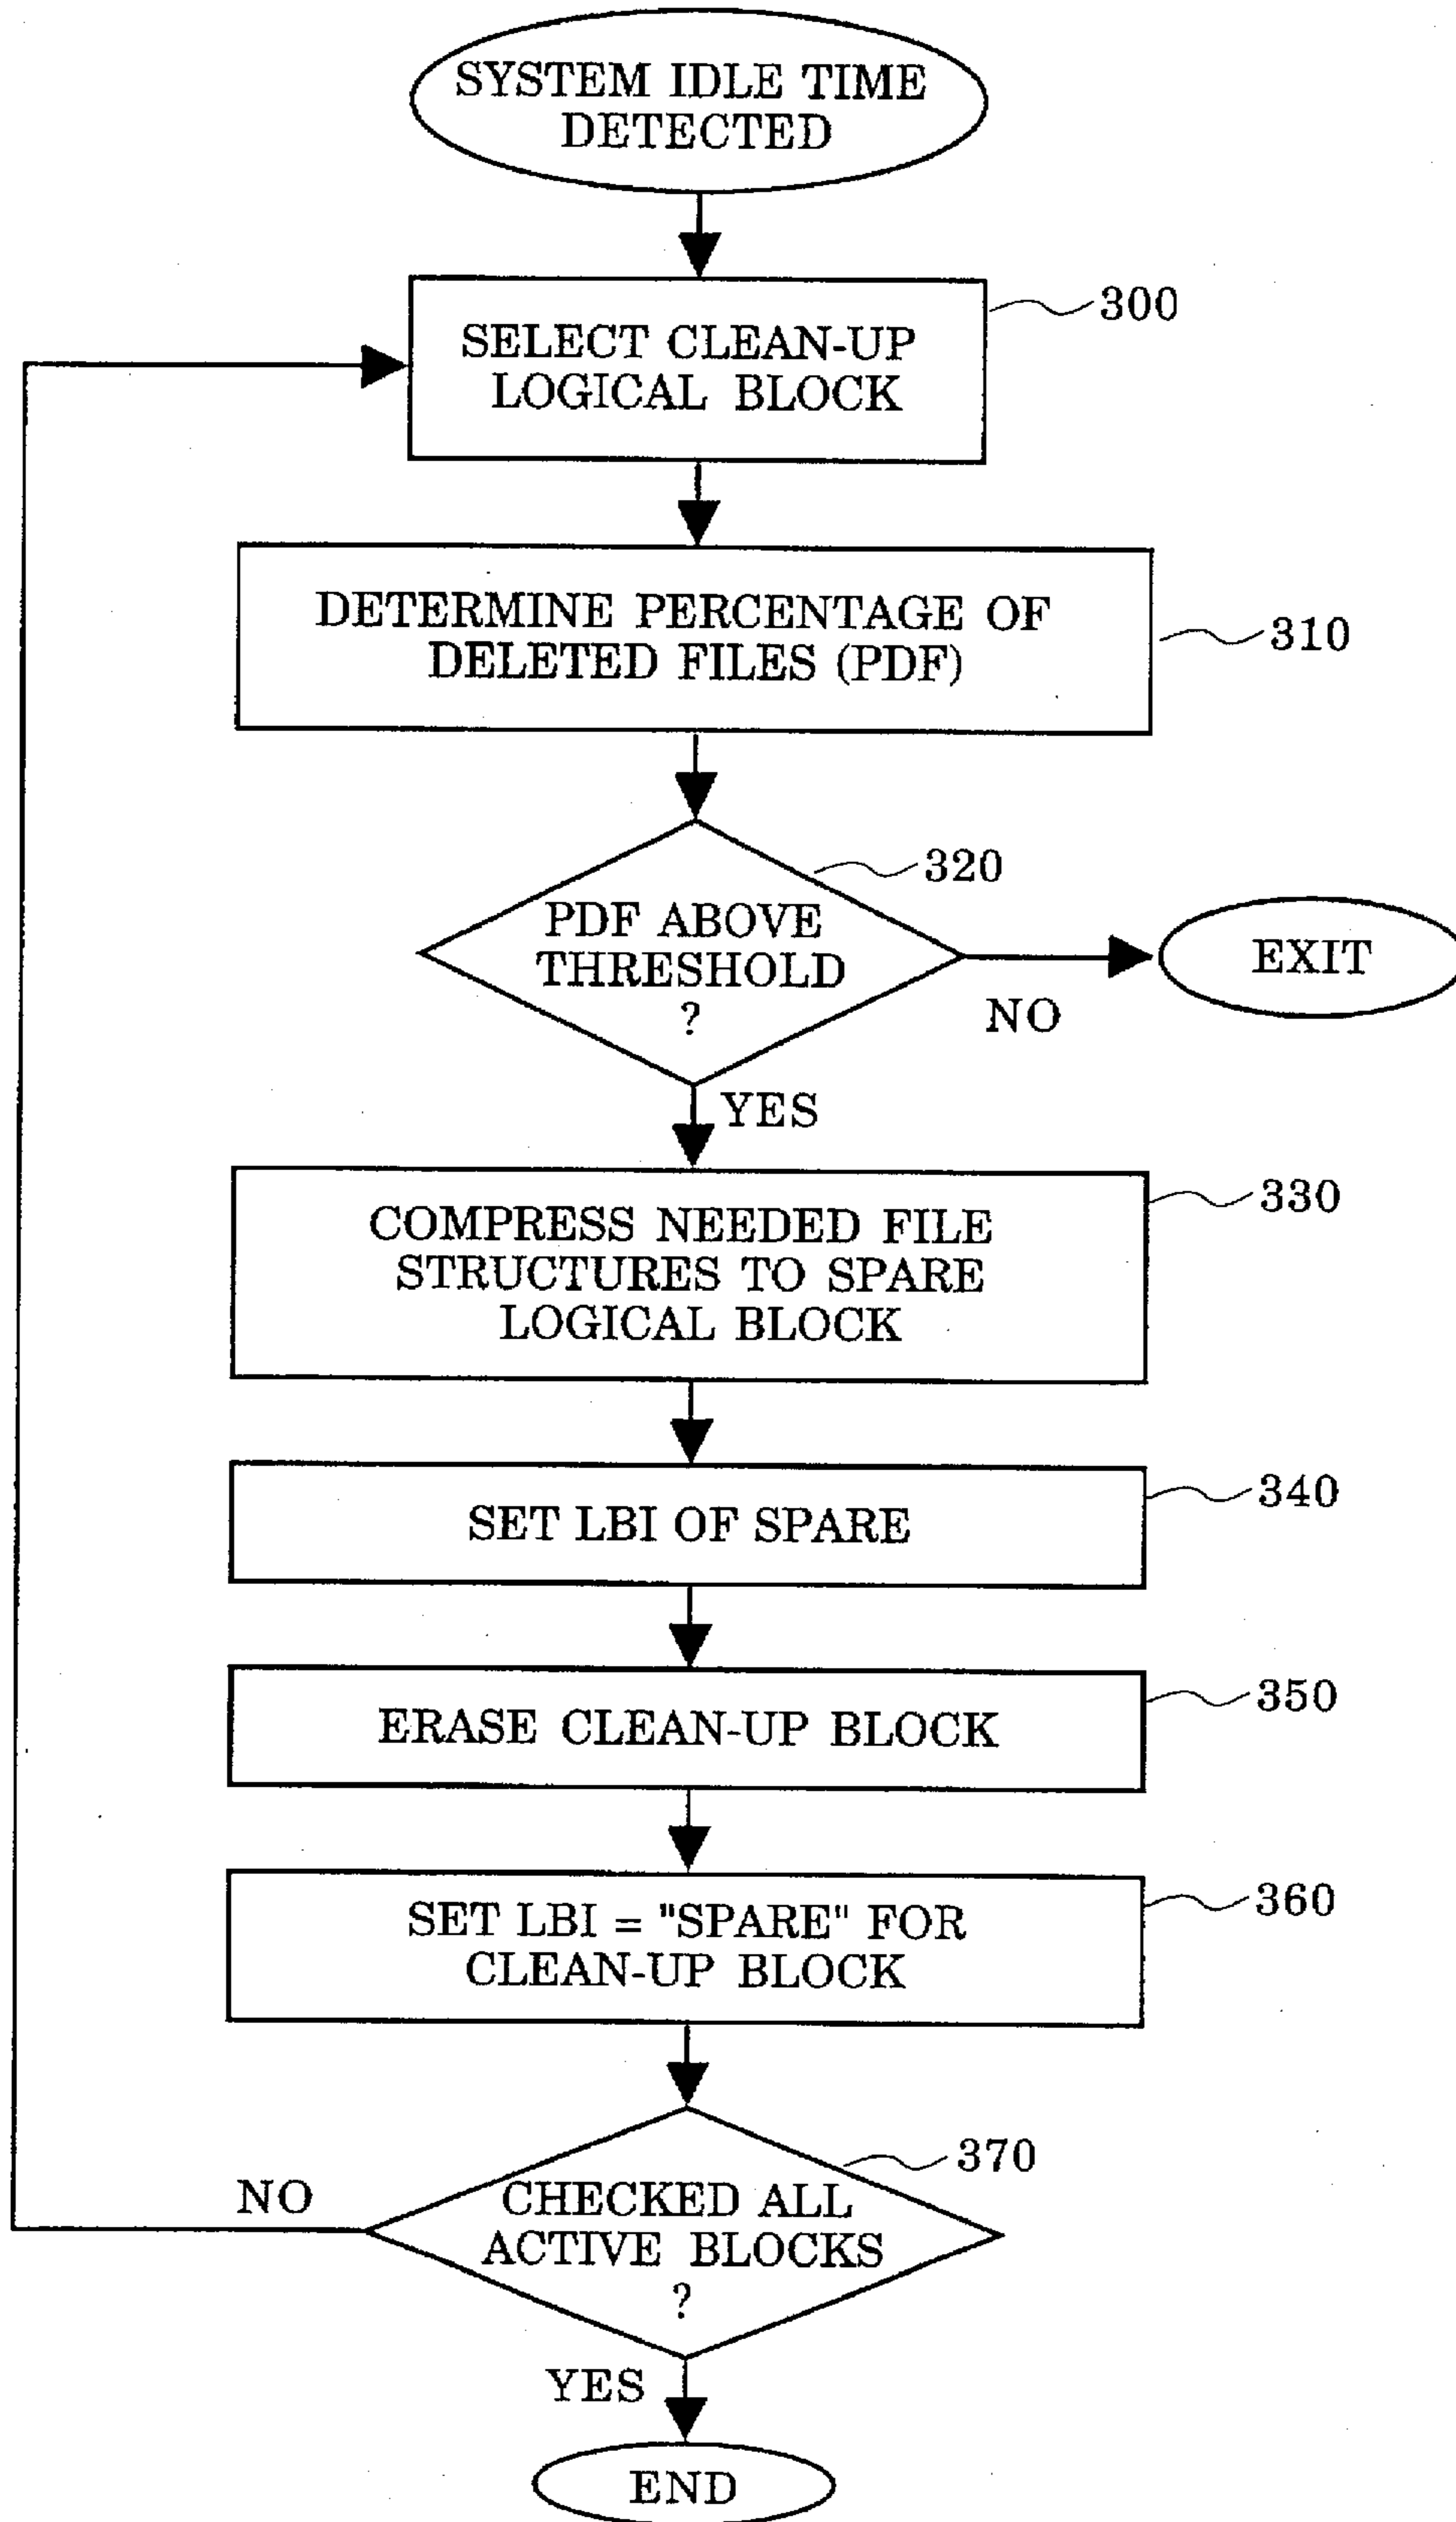 SYSTEM IDLE TIME
DETECTED
SELECT CLEAN-UP
LOGICAL BLOCK
300
DETERMINE PERCENTAGE OF
DELETED FILES (PDF)
310
PDF ABOVE
THRESHOLD
?
320
NO
EXIT
YES
COMPRESS NEEDED FILE
STRUCTURES TO SPARE
LOGICAL BLOCK
330
SET LBI OF SPARE
340
ERASE CLEAN-UP BLOCK
350
SET LBI = "SPARE" FOR
CLEAN-UP BLOCK
360
CHECKED ALL
ACTIVE BLOCKS
?
370
NO
YES
END